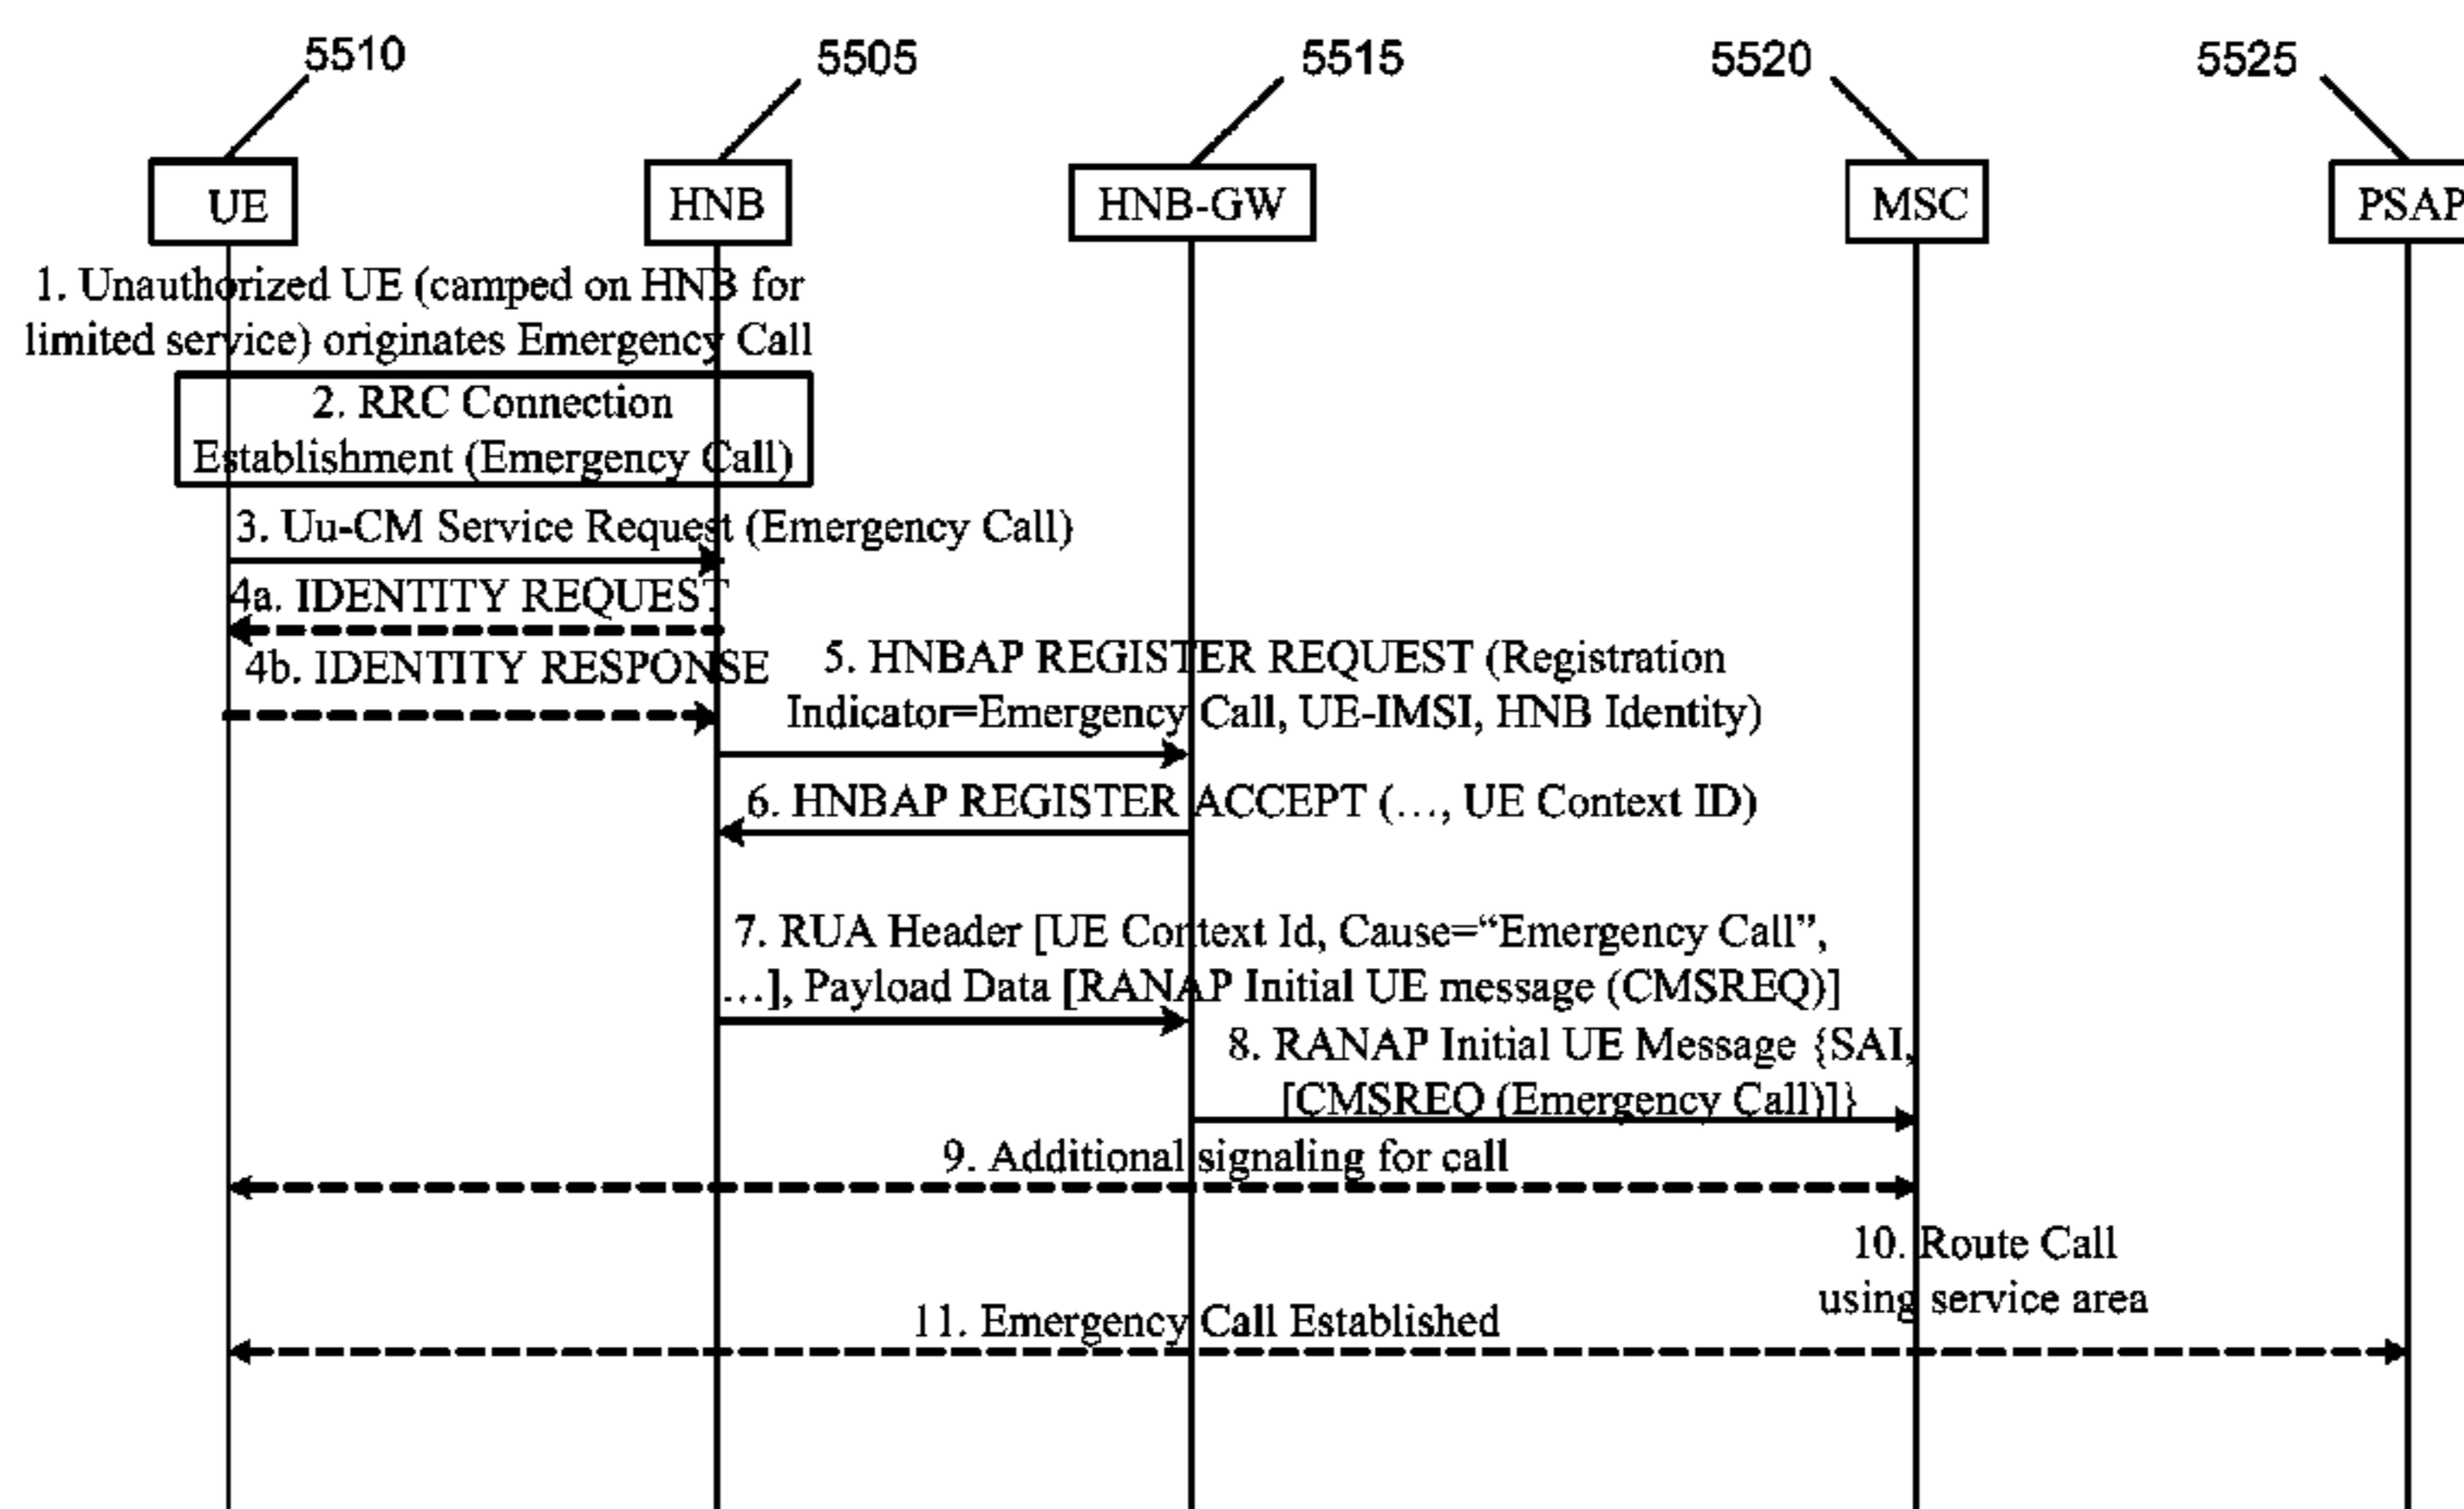 5510
5505
5515
5520
5525
UE
HNB
HNB-GW
MSC
PSAP
1. Unauthorized UE (camped on HNB for
limited service) originates Emergency Call
2. RRC Connection
Establishment (Emergency Call)
3. Uu-CM Service Request (Emergency Call)
4a. IDENTITY REQUEST
4b. IDENTITY RESPONSE
5. HNBAP REGISTER REQUEST (Registration
Indicator=Emergency Call, UE-IMSI, HNB Identity)
6. HNBAP REGISTER ACCEPT (…, UE Context ID)
7. RUA Header [UE Context Id, Cause=“Emergency Call”,
…], Payload Data [RANAP Initial UE message (CMSREQ)]
8. RANAP Initial UE Message {SAI,
[CMSREQ (Emergency Call)]}
9. Additional signaling for call
10. Route Call
using service area
11. Emergency Call Established